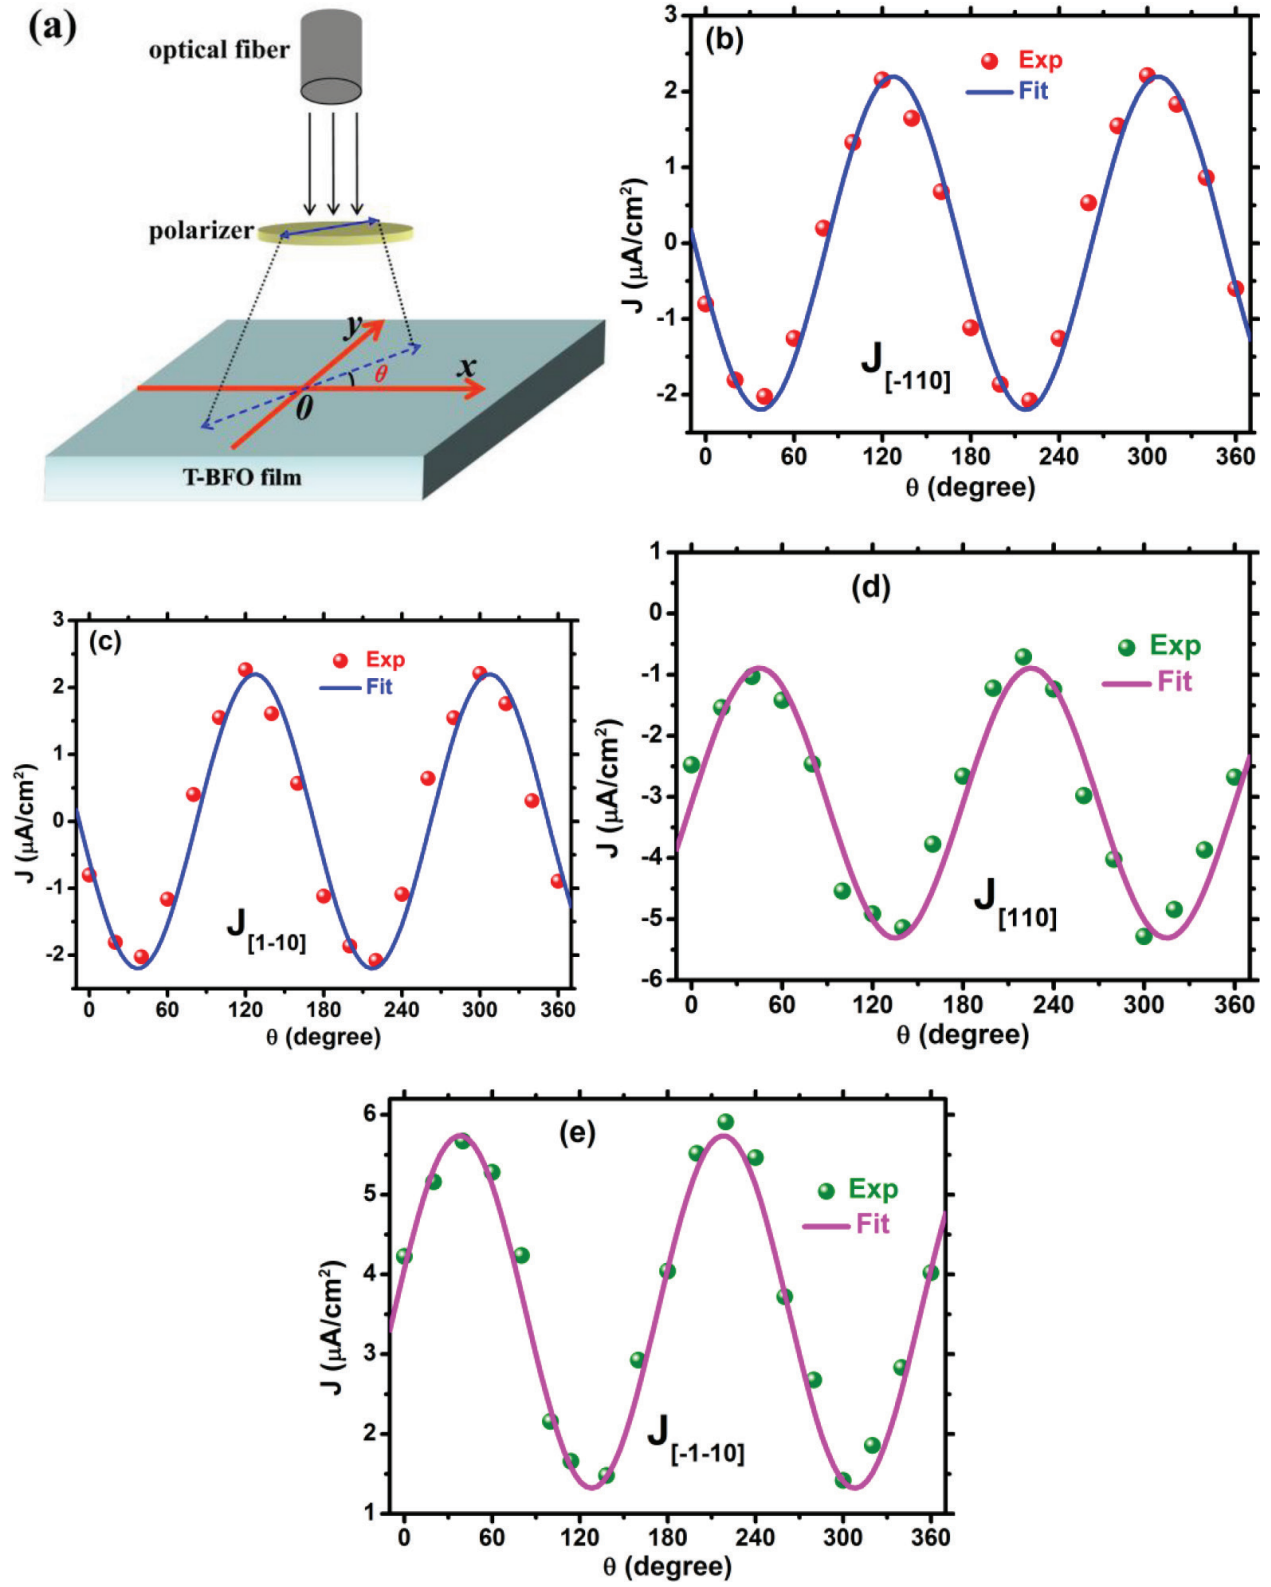 (a)
optical fiber
polarizer
y
x
θ
0
T-BFO film
(b)
Exp
Fit
J (μA/cm²)
2
1
0
-1
-2
J[-110]
0 60 120 180 240 300 360
θ (degree)
(c)
Exp
Fit
J (μA/cm²)
3
2
1
0
-1
-2
J[1-10]
0 60 120 180 240 300 360
θ (degree)
(d)
Exp
Fit
J (μA/cm²)
1
0
-1
-2
-3
-4
-5
-6
J[110]
0 60 120 180 240 300 360
θ (degree)
(e)
Exp
Fit
J (μA/cm²)
6
5
4
3
2
1
J[-1-10]
0 60 120 180 240 300 360
θ (degree)